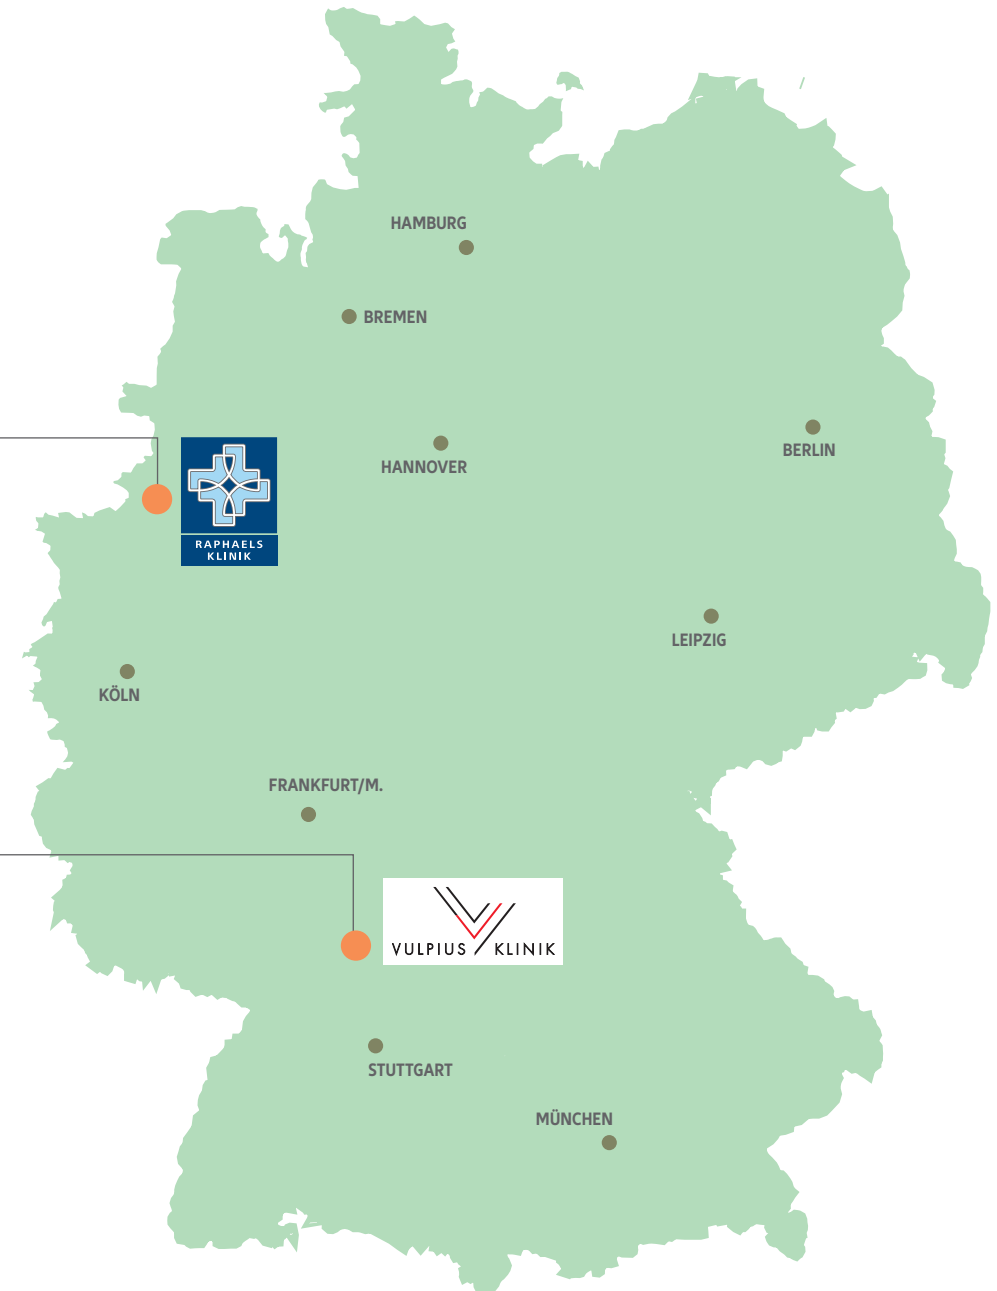 HAMBURG
BREMEN
HANNOVER
BERLIN
RAPHAELS
KLINIK
LEIPZIG
KÖLN
FRANKFURT/M.
VULPIUS KLINIK
STUTTGART
MÜNCHEN